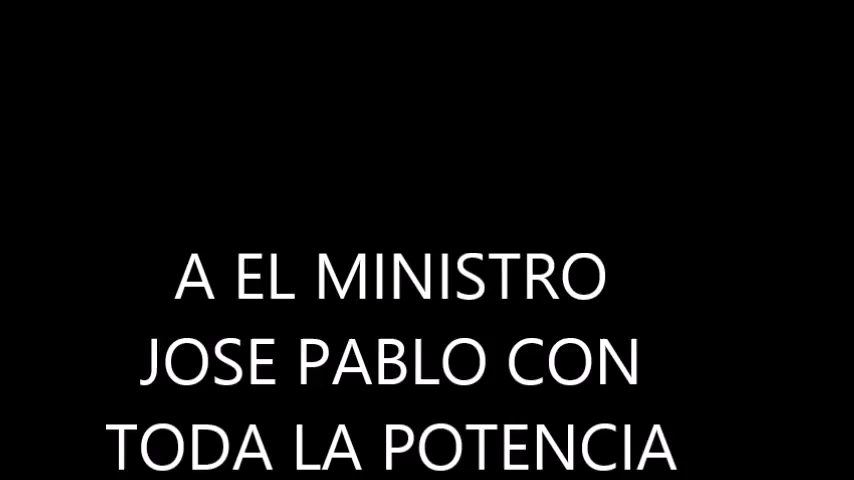 A EL MINISTRO
JOSE PABLO CON
TODA LA POTENCIA